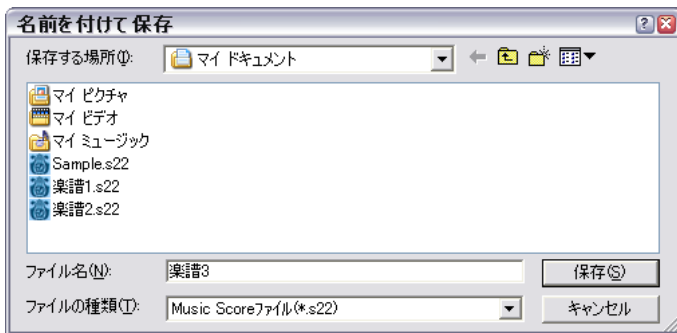 名前を付けて保存
保存する場所(I):
マイ ドキュメント
マイ ピクチャ
マイ ビデオ
マイ ミュージック
Sample.s22
楽譜1.s22
楽譜2.s22
ファイル名(N):
楽譜3
保存(S)
ファイルの種類(T):
Music Scoreファイル(*.s22)
キャンセル